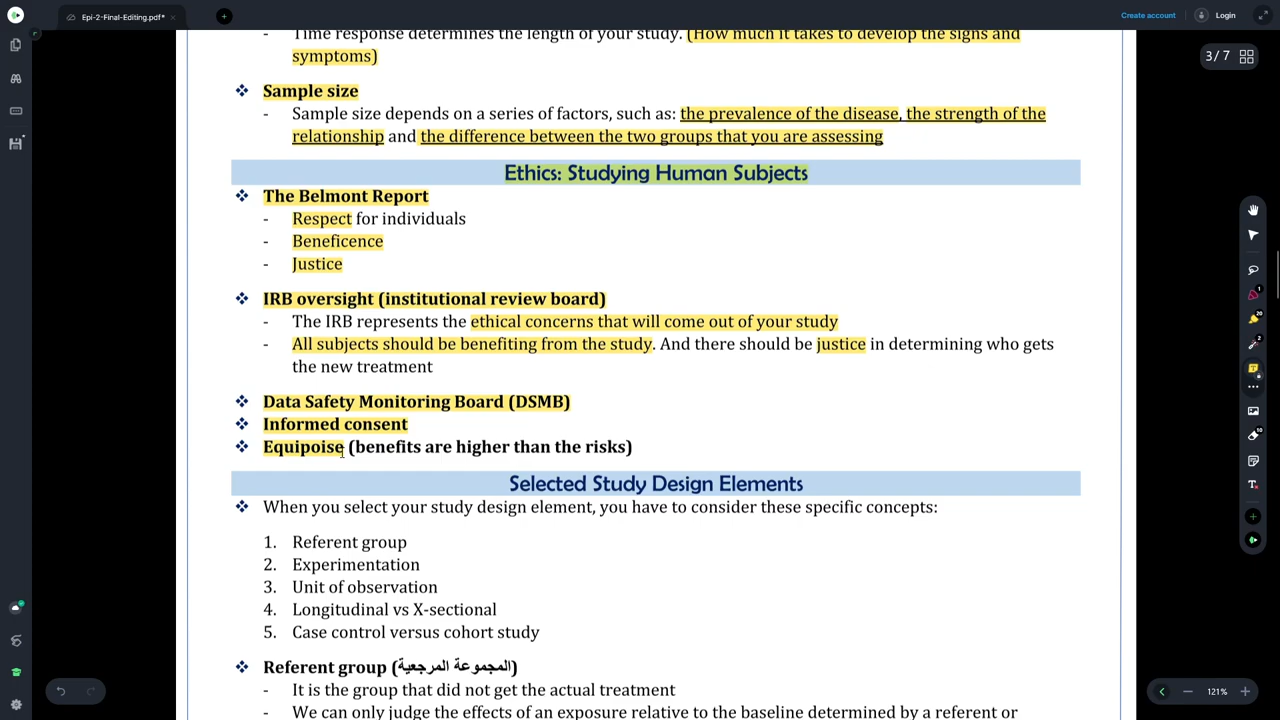 Epi-2-Final-Editing.pdf*
Create account
Login
3/ 7
- Time response determines the length of your study. (How much it takes to develop the signs and
symptoms)
❖ Sample size
- Sample size depends on a series of factors, such as: the prevalence of the disease, the strength of the
relationship and the difference between the two groups that you are assessing
Ethics: Studying Human Subjects
❖ The Belmont Report
- Respect for individuals
- Beneficence
- Justice
❖ IRB oversight (institutional review board)
- The IRB represents the ethical concerns that will come out of your study
- All subjects should be benefiting from the study. And there should be justice in determining who gets
the new treatment
❖ Data Safety Monitoring Board (DSMB)
❖ Informed consent
❖ Equipoise (benefits are higher than the risks)
Selected Study Design Elements
❖ When you select your study design element, you have to consider these specific concepts:
1. Referent group
2. Experimentation
3. Unit of observation
4. Longitudinal vs X-sectional
5. Case control versus cohort study
❖ Referent group (المجموعة المرجعية)
- It is the group that did not get the actual treatment
- We can only judge the effects of an exposure relative to the baseline determined by a referent or
121%